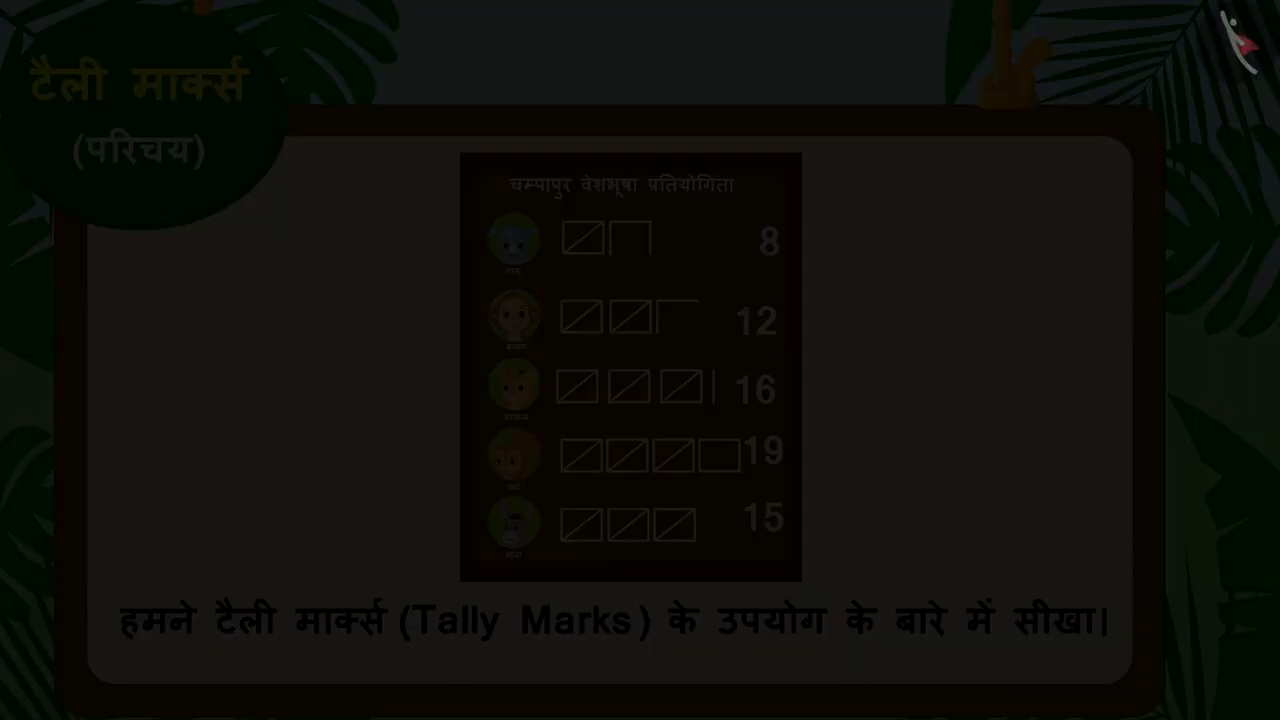 टैली मार्क्स
(परिचय)
चम्पापुर वेशभूषा प्रतियोगिता
8
12
16
19
15
हमने टैली मार्क्स (Tally Marks) के उपयोग के बारे में सीखा।